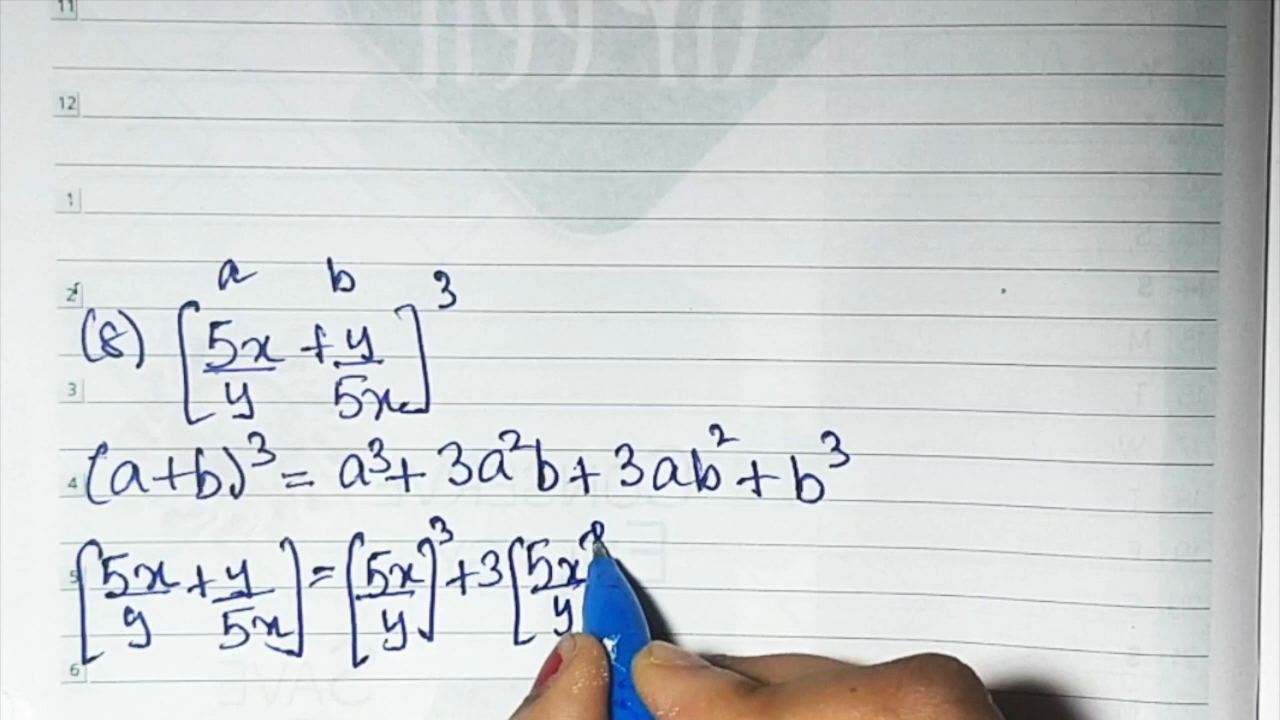 11
12
1
2
a b
(8) [5x/y + y/5x]^3
3
4 (a+b)^3 = a^3 + 3a^2b + 3ab^2 + b^3
5 [5x/y + y/5x] = [5x/y]^3 + 3[5x/y
6